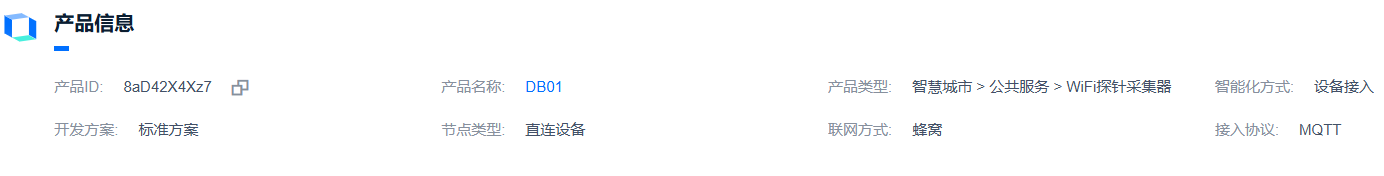 产品信息
产品ID: 8aD42X4Xz7 产品名称: DB01 产品类型: 智慧城市 > 公共服务 > WiFi探针采集器 智能化方式: 设备接入
开发方案: 标准方案 节点类型: 直连设备 联网方式: 蜂窝 接入协议: MQTT